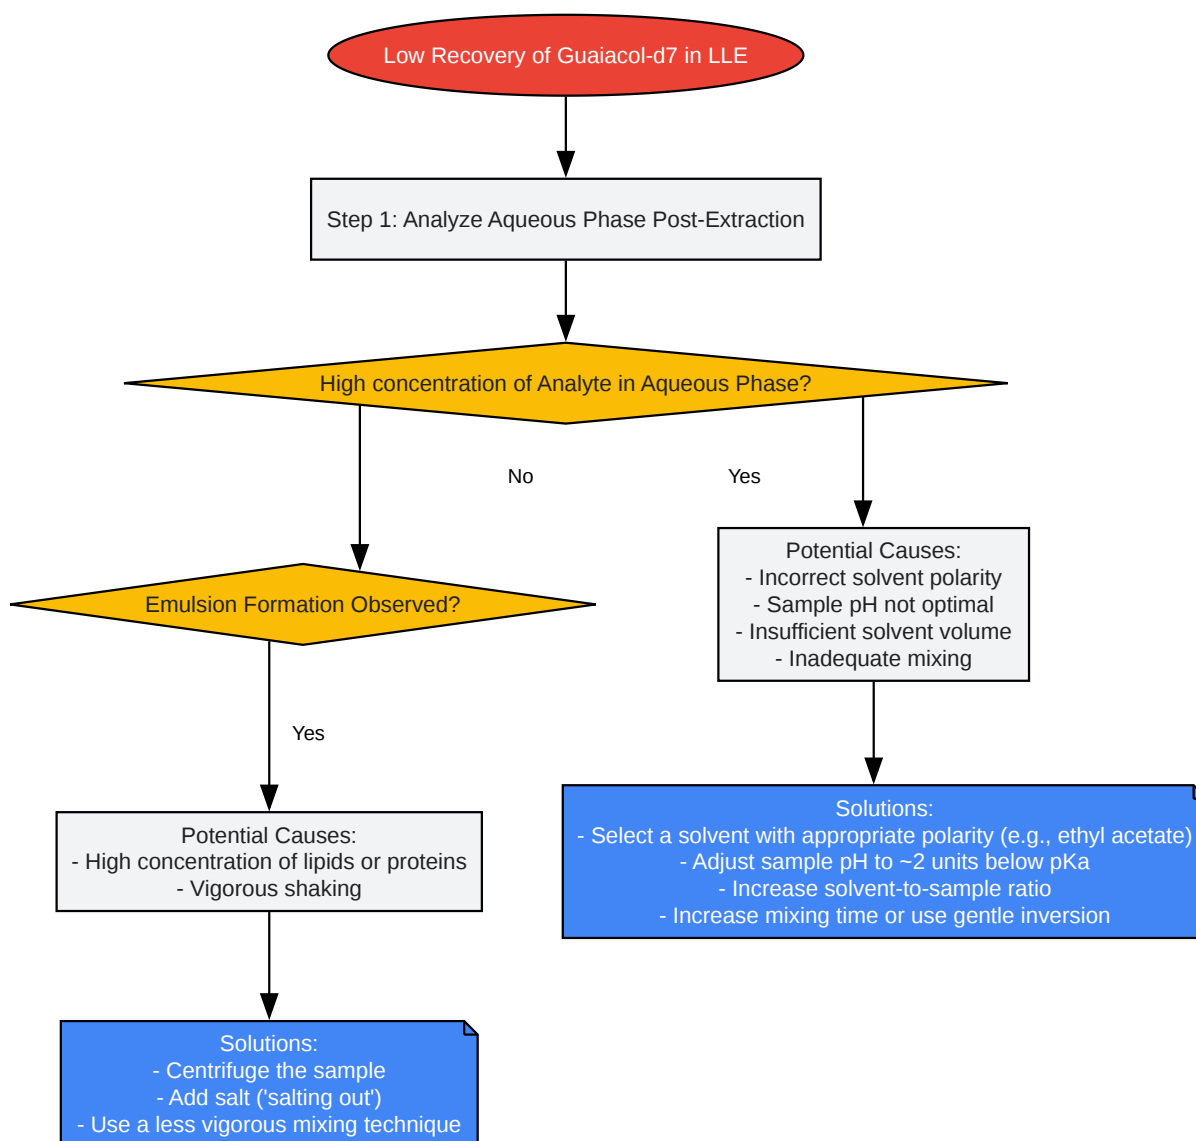 Low Recovery of Guaiacol-d7 in LLE
Step 1: Analyze Aqueous Phase Post-Extraction
High concentration of Analyte in Aqueous Phase?
No
Yes
Emulsion Formation Observed?
Potential Causes:
- Incorrect solvent polarity
- Sample pH not optimal
- Insufficient solvent volume
- Inadequate mixing
Yes
Solutions:
- Select a solvent with appropriate polarity (e.g., ethyl acetate)
- Adjust sample pH to ~2 units below pKa
- Increase solvent-to-sample ratio
- Increase mixing time or use gentle inversion
Potential Causes:
- High concentration of lipids or proteins
- Vigorous shaking
Solutions:
- Centrifuge the sample
- Add salt ('salting out')
- Use a less vigorous mixing technique